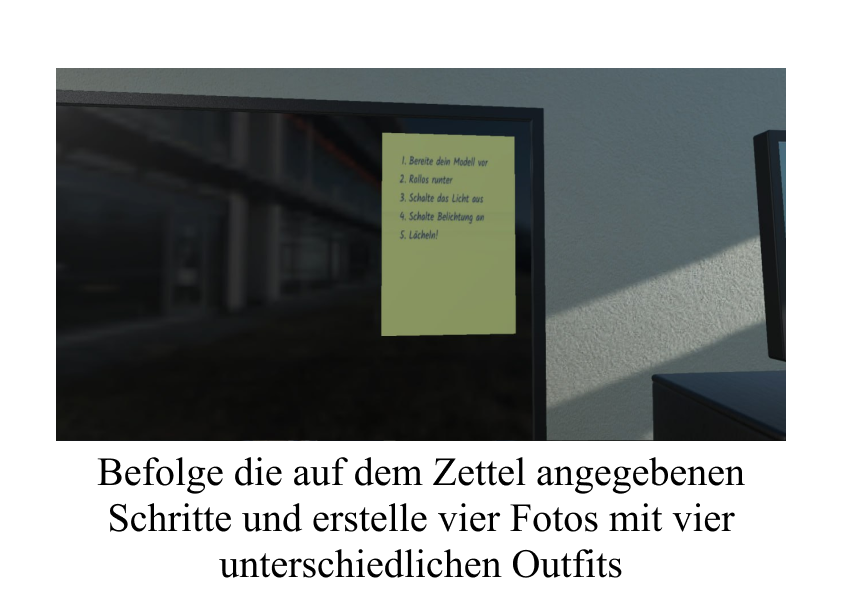 1. Bereite dein Modell vor
2. Rollos runter
3. Schalte das Licht aus
4. Schalte Belichtung an
5. Lächeln!
Befolge die auf dem Zettel angegebenen
Schritte und erstelle vier Fotos mit vier
unterschiedlichen Outfits